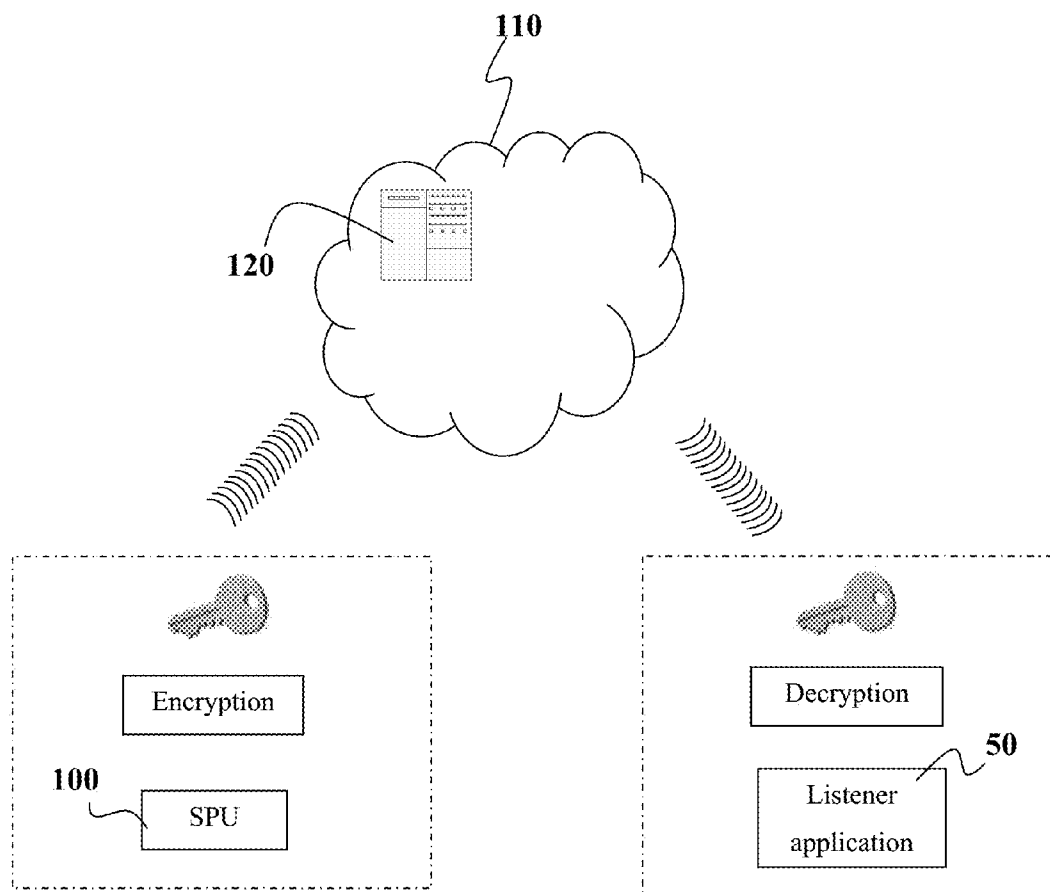 110
120
Encryption
100
SPU
Decryption
50
Listener
application